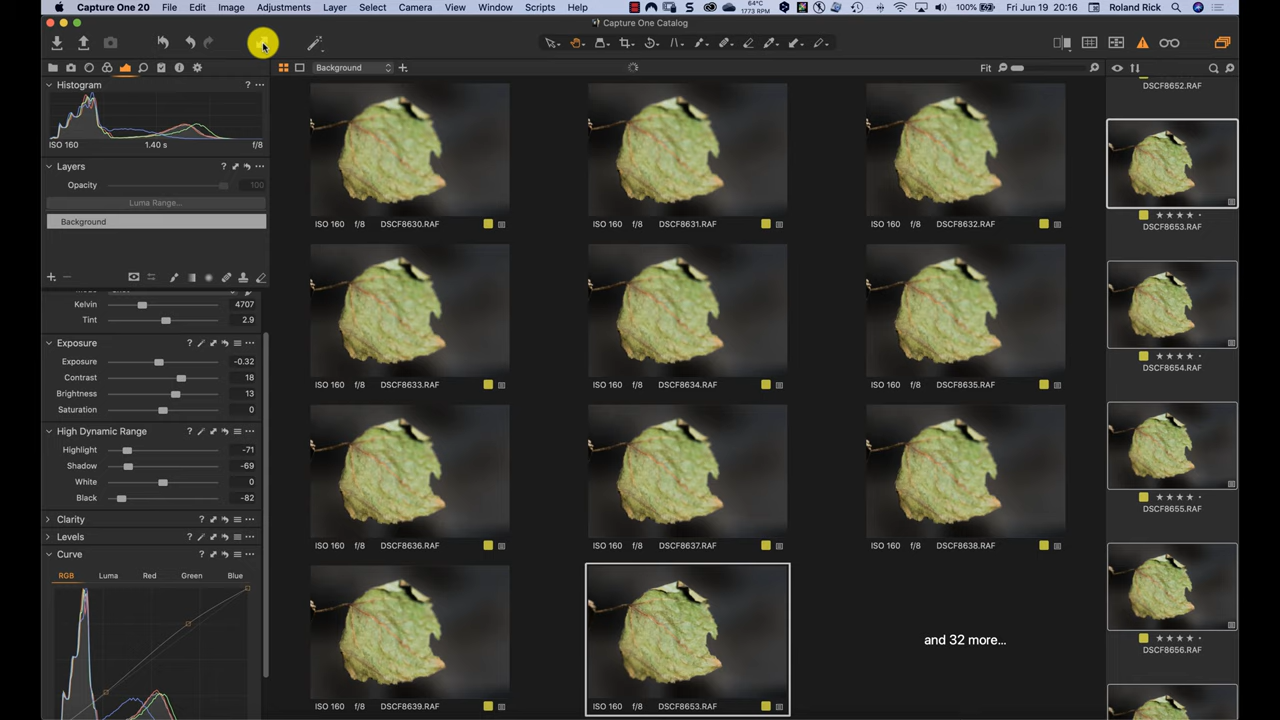 Capture One 20 File Edit Image Adjustments Layer Select Camera View Window Scripts Help 64°C 1773 RPM 100% Fri Jun 19 20:16 Roland Rick
Capture One Catalog
Background Fit
Histogram ?
ISO 160 1.40 s f/8
Layers ?
Opacity 100
Luma Range...
Background
Kelvin 4707
Tint 2.9
Exposure ?
Exposure -0.32
Contrast 18
Brightness 13
Saturation 0
High Dynamic Range ?
Highlight -71
Shadow -69
White 0
Black -82
Clarity ?
Levels ?
Curve ?
RGB Luma Red Green Blue
ISO 160 f/8 DSCF8630.RAF
ISO 160 f/8 DSCF8631.RAF
ISO 160 f/8 DSCF8632.RAF
ISO 160 f/8 DSCF8633.RAF
ISO 160 f/8 DSCF8634.RAF
ISO 160 f/8 DSCF8635.RAF
ISO 160 f/8 DSCF8636.RAF
ISO 160 f/8 DSCF8637.RAF
ISO 160 f/8 DSCF8638.RAF
ISO 160 f/8 DSCF8639.RAF
ISO 160 f/8 DSCF8653.RAF
and 32 more...
DSCF8652.RAF
DSCF8653.RAF
DSCF8654.RAF
DSCF8655.RAF
DSCF8656.RAF